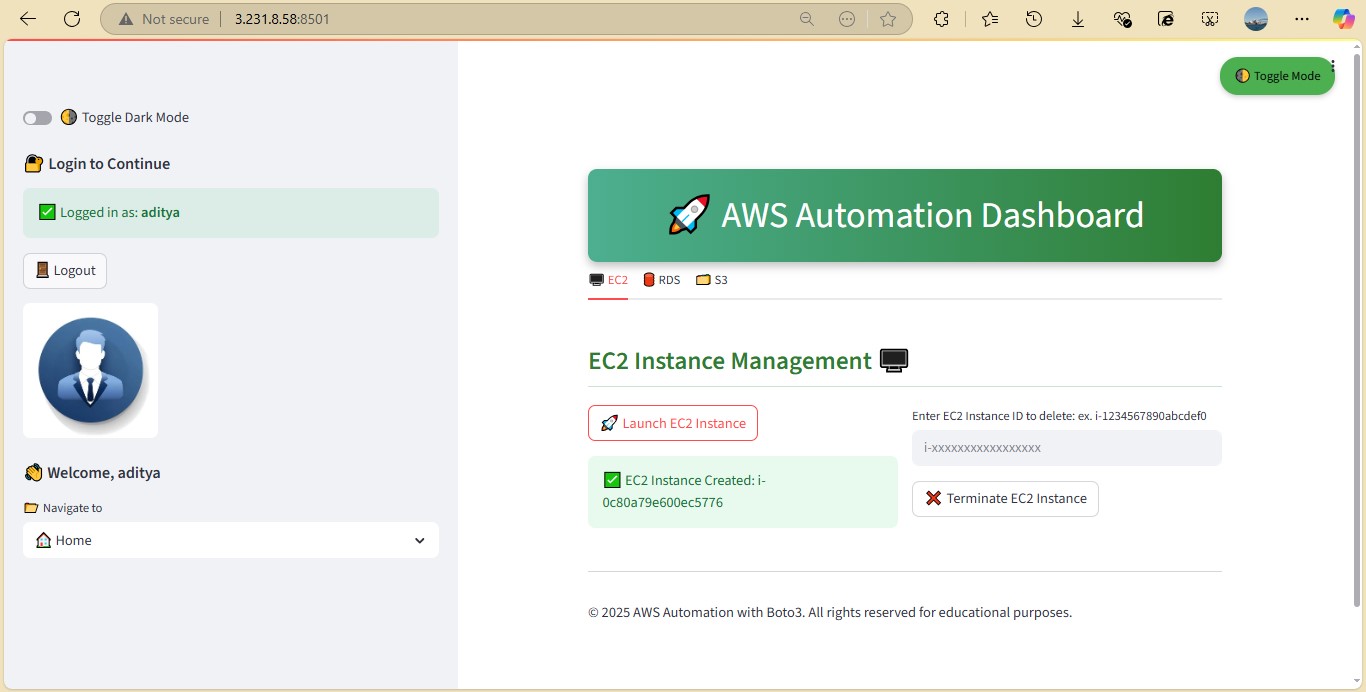 Not secure
3.231.8.58:8501
Toggle Dark Mode
Login to Continue
Logged in as: aditya
Logout
Welcome, aditya
Navigate to
Home
Toggle Mode
AWS Automation Dashboard
EC2 RDS S3
EC2 Instance Management
Launch EC2 Instance
EC2 Instance Created: i-
0c80a79e600ec5776
Enter EC2 Instance ID to delete: ex. i-1234567890abcdef0
i-xxxxxxxxxxxxxxxxx
Terminate EC2 Instance
© 2025 AWS Automation with Boto3. All rights reserved for educational purposes.